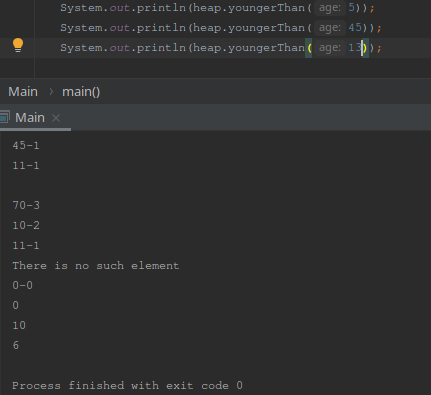 System.out.println(heap.youngerThan( age: 5));
System.out.println(heap.youngerThan( age: 45));
System.out.println(heap.youngerThan( age: 13));
Main › main()
Main ×
45-1
11-1
70-3
10-2
11-1
There is no such element
0-0
0
10
6
Process finished with exit code 0